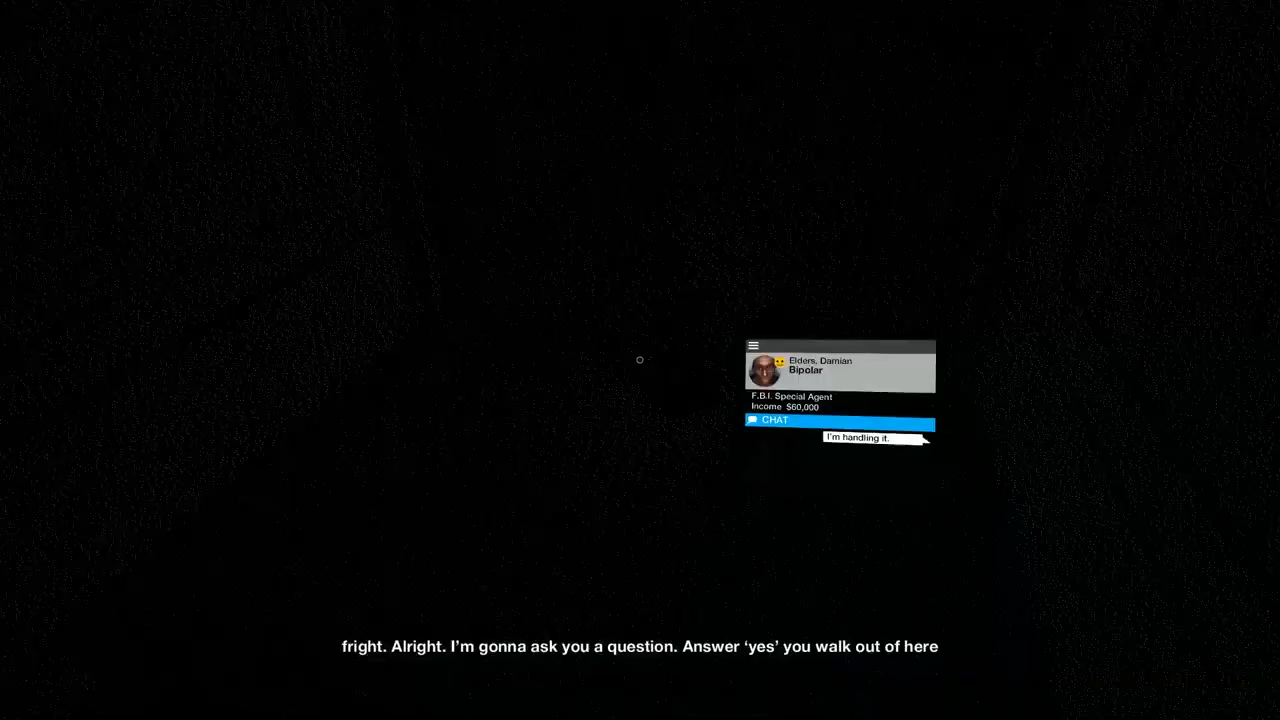 Elders, Damian
Bipolar
F.B.I. Special Agent
Income $60,000
CHAT
I'm handling it.
fright. Alright. I'm gonna ask you a question. Answer ‘yes’ you walk out of here